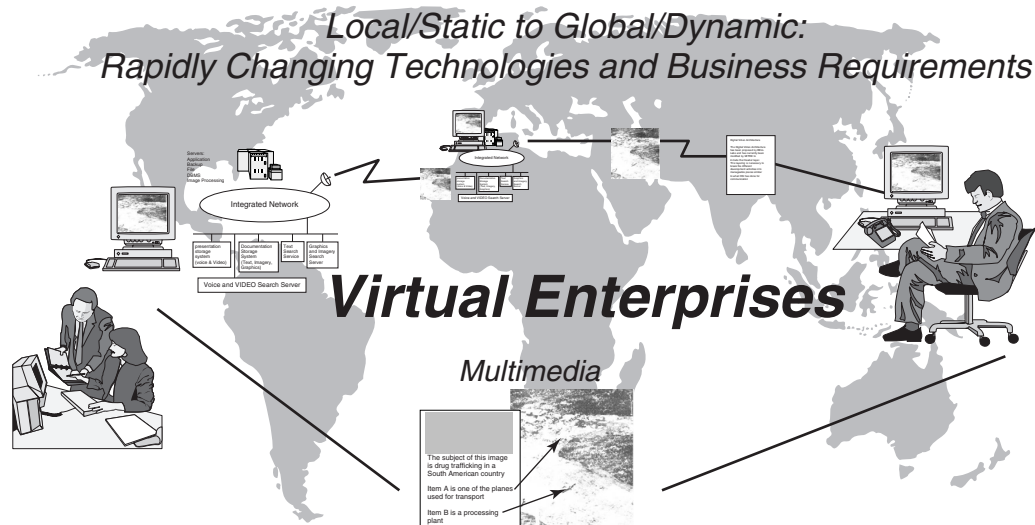 Local/Static to Global/Dynamic:
Rapidly Changing Technologies and Business Requirements
Servers:
Application
Backup
File
DBMS
Image Processing
Integrated Network
presentation
storage
system
(voice & Video)
Documentation
Storage
System
(Text, Imagery,
Graphics)
Text
Search
Service
Graphics
and Imagery
Search
Server
Voice and VIDEO Search Server
Integrated Network
Voice and VIDEO Search Server
Virtual Enterprises
Multimedia
The subject of this image
is drug trafficking in a
South American country
Item A is one of the planes
used for transport
Item B is a processing
plant